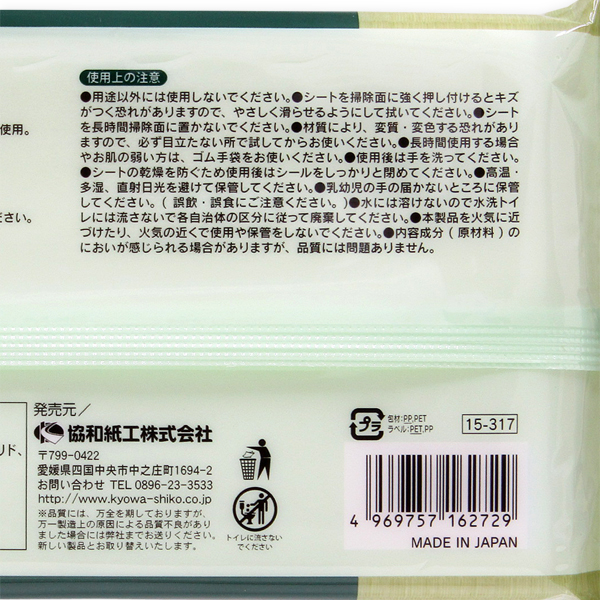 使用上の注意
●用途以外には使用しないでください。●シートを掃除面に強く押し付けるとキズ
がつく恐れがありますので、やさしく滑らせるようにして拭いてください。●シート
を長時間掃除面に置かないでください。●材質により、変質・変色する恐れがあり
ますので、必ず目立たない所で試してからお使いください。●長時間使用する場合
やお肌の弱い方は、ゴム手袋をお使いください。●使用後は手を洗ってください。
●シートの乾燥を防ぐため使用後はシールをしっかりと閉めてください。●高温・
多湿、直射日光を避けて保管してください。●乳幼児の手の届かないところに保管
してください。( 誤飲・誤食にご注意ください。)●水には溶けないので水洗トイ
レには流さないで各自治体の区分に従って廃棄してください。●本製品を火気に近
づけたり、火気の近くで使用や保管をしないでください。●内容成分 ( 原材料 ) の
においが感じられる場合がありますが、品質には問題ありません。
使用。
ださい。
リド、
発売元／
協和紙工株式会社
〒799-0422
愛媛県四国中央市中之庄町1694-2
お問い合わせ TEL 0896-23-3533
http://www.kyowa-shiko.co.jp
※品質には、万全を期しておりますが、
万一製造上の原因による品質不良があり
ました場合には弊社までお送りください。
新しい製品とお取り替えいたします。
トイレに流さない
でください
プラ
包材:PP,PET
ラベル:PET,PP
15-317
4 969757 162729
MADE IN JAPAN